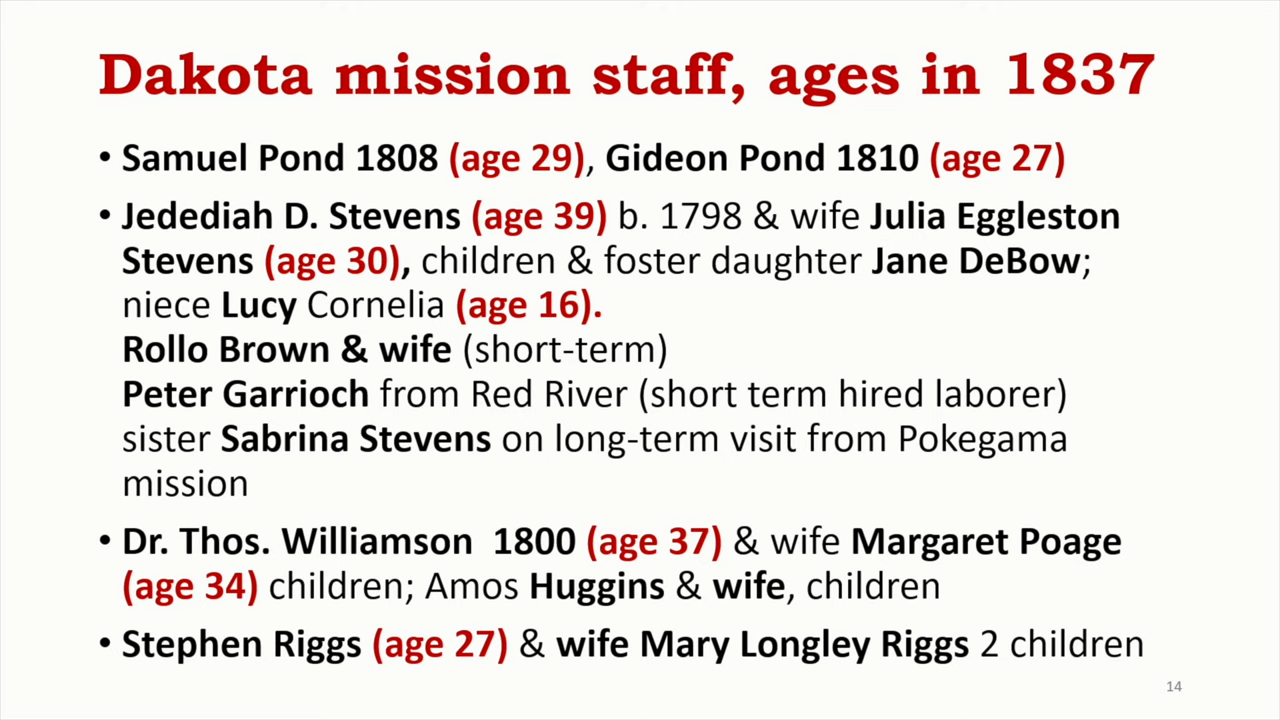 Dakota mission staff, ages in 1837
• Samuel Pond 1808 (age 29), Gideon Pond 1810 (age 27)
• Jedediah D. Stevens (age 39) b. 1798 & wife Julia Eggleston
Stevens (age 30), children & foster daughter Jane DeBow;
niece Lucy Cornelia (age 16).
Rollo Brown & wife (short-term)
Peter Garrioch from Red River (short term hired laborer)
sister Sabrina Stevens on long-term visit from Pokegama
mission
• Dr. Thos. Williamson  1800 (age 37) & wife Margaret Poage
(age 34) children; Amos Huggins & wife, children
• Stephen Riggs (age 27) & wife Mary Longley Riggs 2 children
14